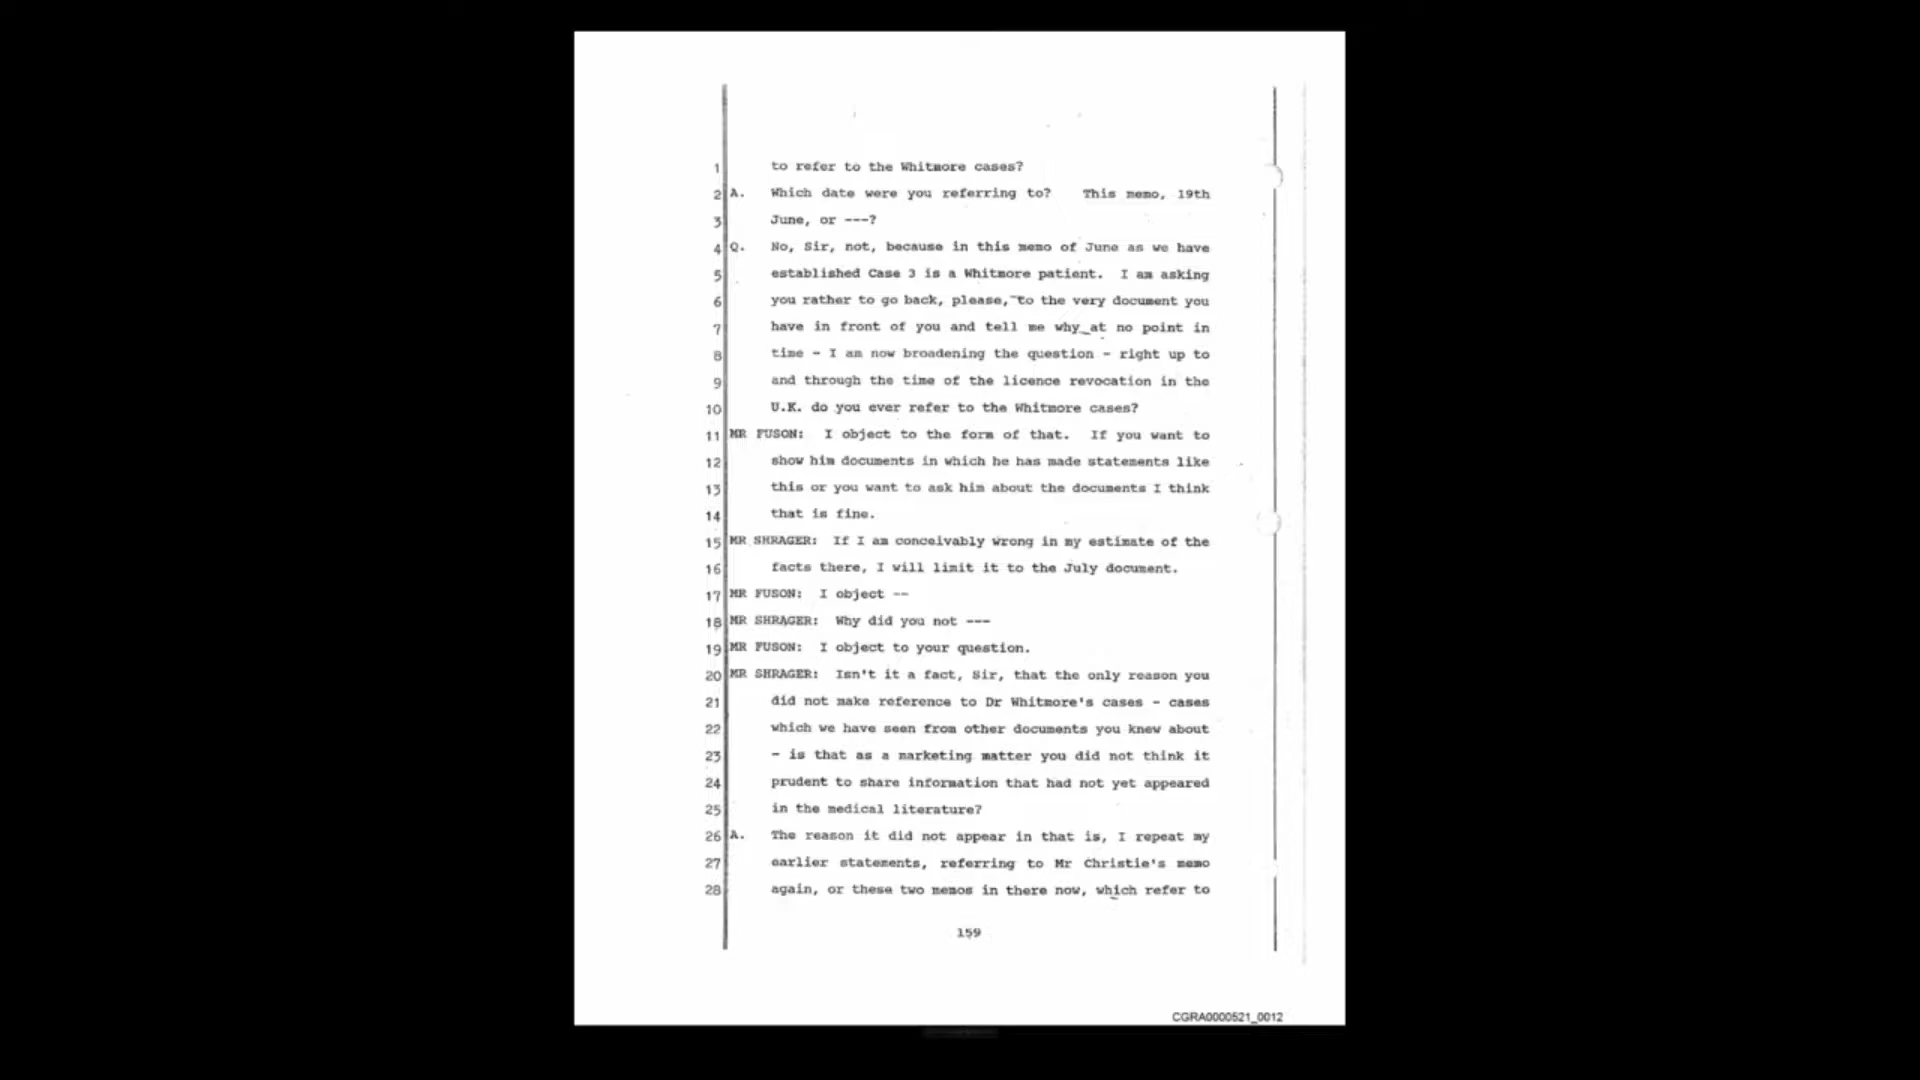 1 to refer to the Whitmore cases?
2 A. Which date were you referring to? This memo, 19th
3 June, or ---?
4 Q. No, Sir, not, because in this memo of June as we have
5 established Case 3 is a Whitmore patient. I am asking
6 you rather to go back, please, to the very document you
7 have in front of you and tell me why at no point in
8 time - I am now broadening the question - right up to
9 and through the time of the licence revocation in the
10 U.K. do you ever refer to the Whitmore cases?
11 MR FUSON: I object to the form of that. If you want to
12 show him documents in which he has made statements like
13 this or you want to ask him about the documents I think
14 that is fine.
15 MR SHRAGER: If I am conceivably wrong in my estimate of the
16 facts there, I will limit it to the July document.
17 MR FUSON: I object --
18 MR SHRAGER: Why did you not ---
19 MR FUSON: I object to your question.
20 MR SHRAGER: Isn't it a fact, Sir, that the only reason you
21 did not make reference to Dr Whitmore's cases - cases
22 which we have seen from other documents you knew about
23 - is that as a marketing matter you did not think it
24 prudent to share information that had not yet appeared
25 in the medical literature?
26 A. The reason it did not appear in that is, I repeat my
27 earlier statements, referring to Mr Christie's memo
28 again, or these two memos in there now, which refer to
159
CGRA0000521_0012